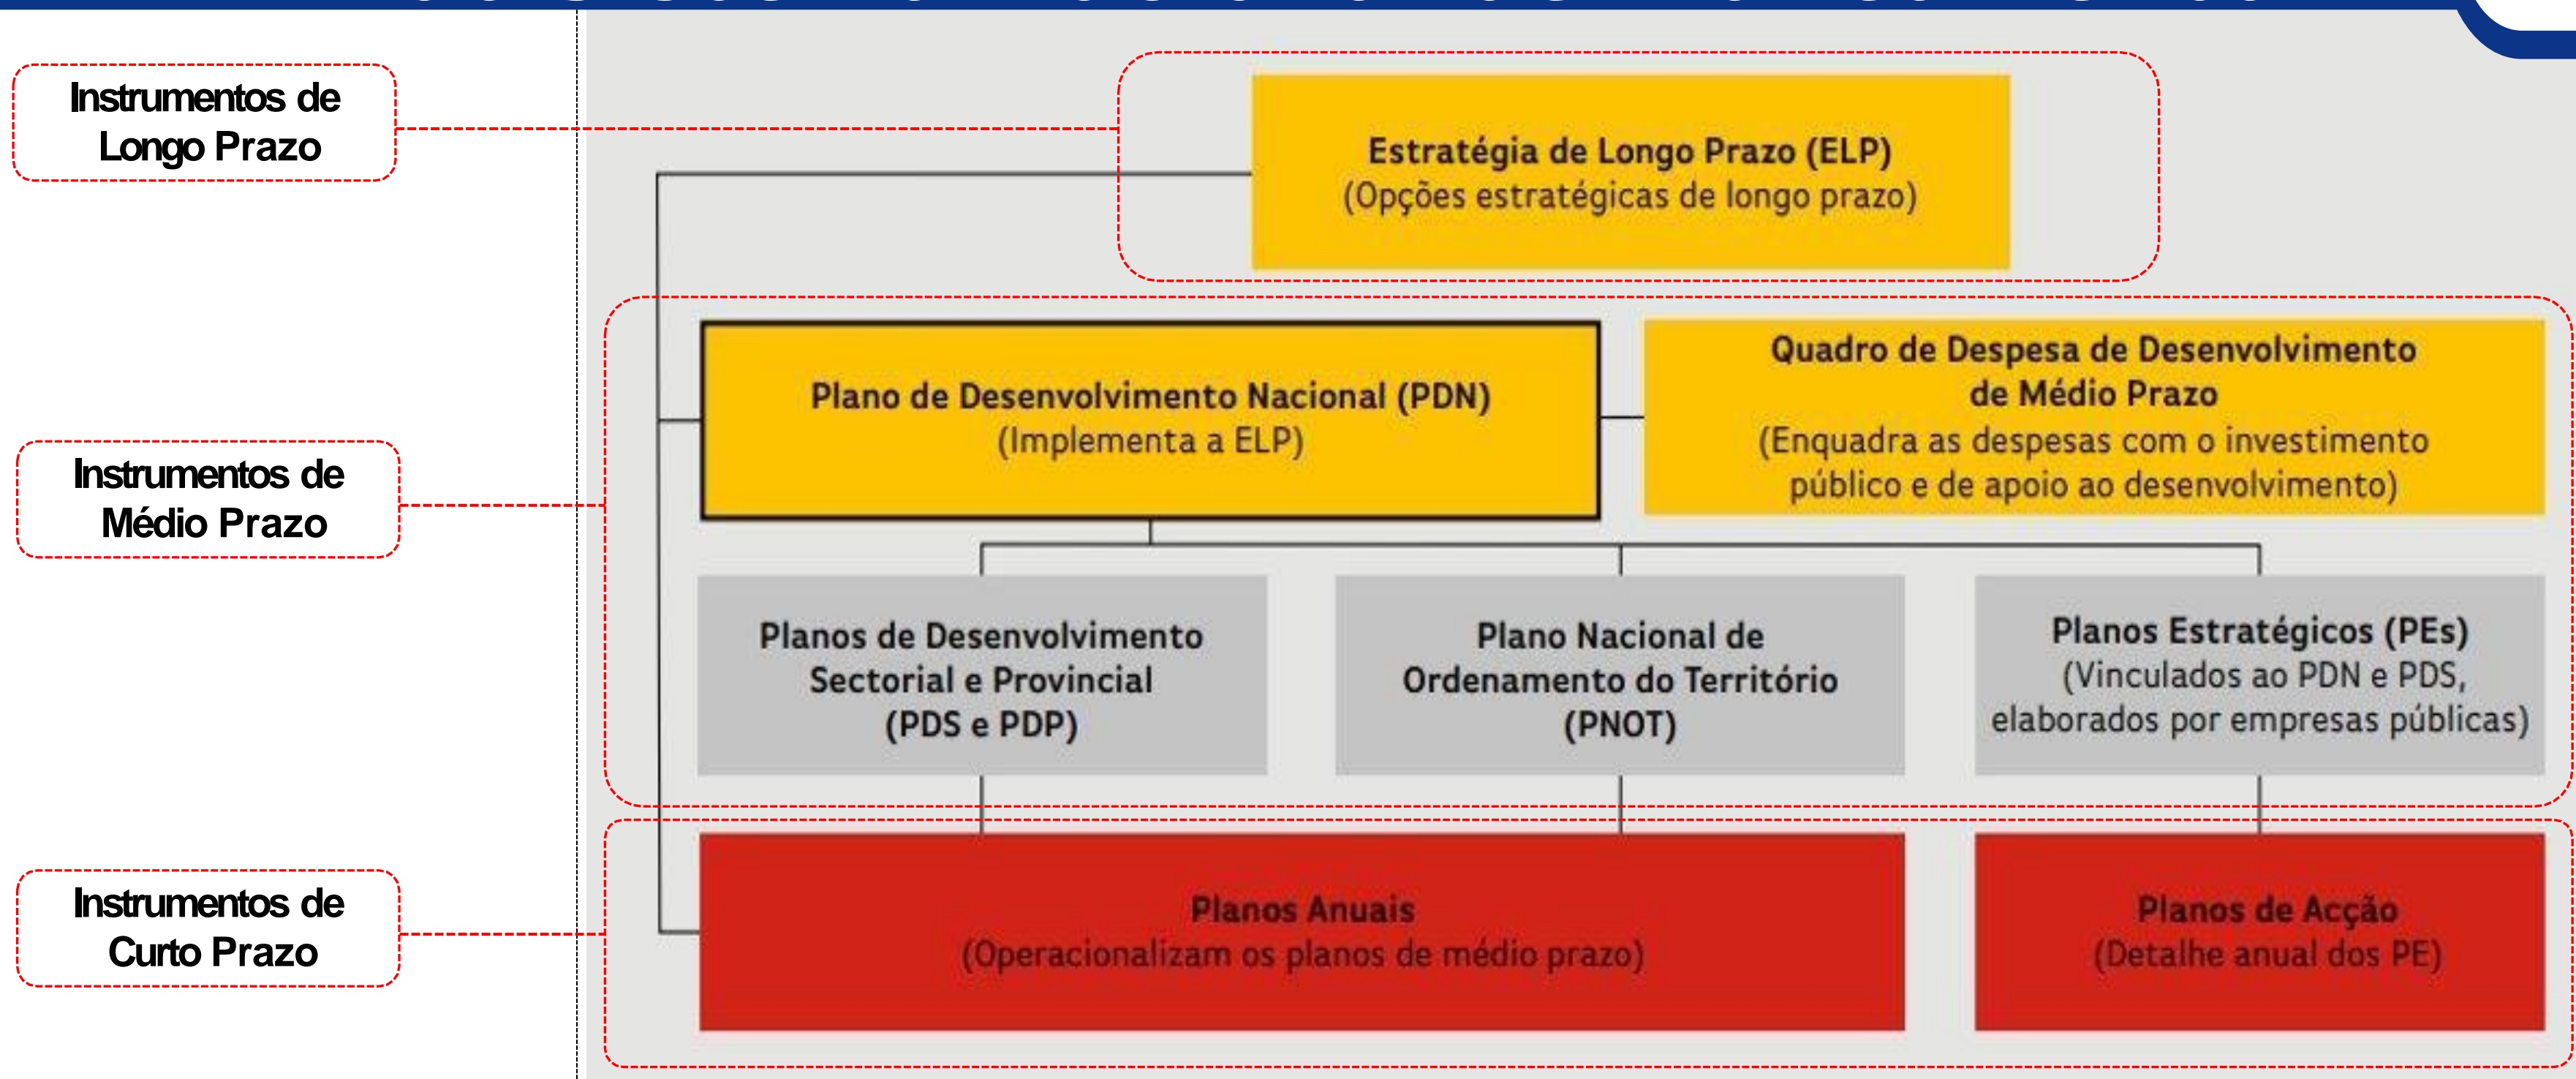 Instrumentos de
Longo Prazo
Estratégia de Longo Prazo (ELP)
(Opções estratégicas de longo prazo)
Instrumentos de
Médio Prazo
Plano de Desenvolvimento Nacional (PDN)
(Implementa a ELP)
Quadro de Despesa de Desenvolvimento
de Médio Prazo
(Enquadra as despesas com o investimento
público e de apoio ao desenvolvimento)
Planos de Desenvolvimento
Sectorial e Provincial
(PDS e PDP)
Plano Nacional de
Ordenamento do Território
(PNOT)
Planos Estratégicos (PEs)
(Vinculados ao PDN e PDS,
elaborados por empresas públicas)
Instrumentos de
Curto Prazo
Planos Anuais
(Operacionalizam os planos de médio prazo)
Planos de Acção
(Detalhe anual dos PE)